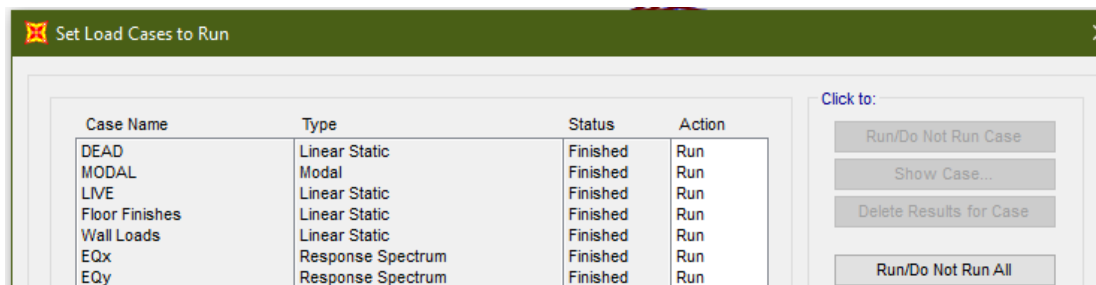 Set Load Cases to Run
Click to:
Case Name Type Status Action
DEAD Linear Static Finished Run
MODAL Modal Finished Run
LIVE Linear Static Finished Run
Floor Finishes Linear Static Finished Run
Wall Loads Linear Static Finished Run
EQx Response Spectrum Finished Run
EQy Response Spectrum Finished Run
Run/Do Not Run Case
Show Case...
Delete Results for Case
Run/Do Not Run All